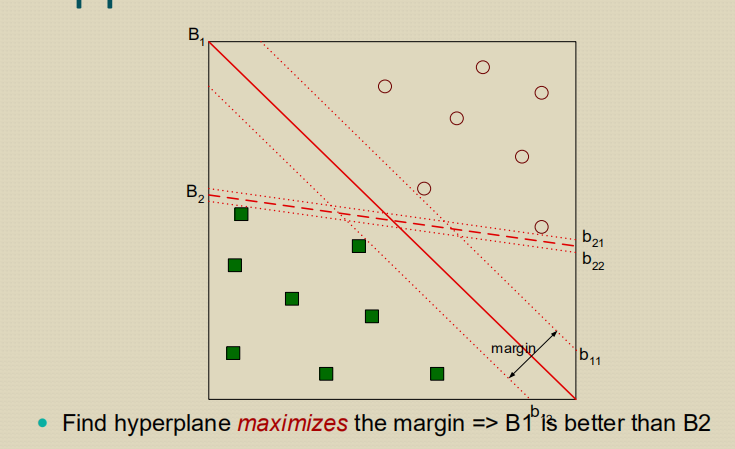 B1
B2
b21
b22
margin
b11
b12
• Find hyperplane maximizes the margin => B1 is better than B2